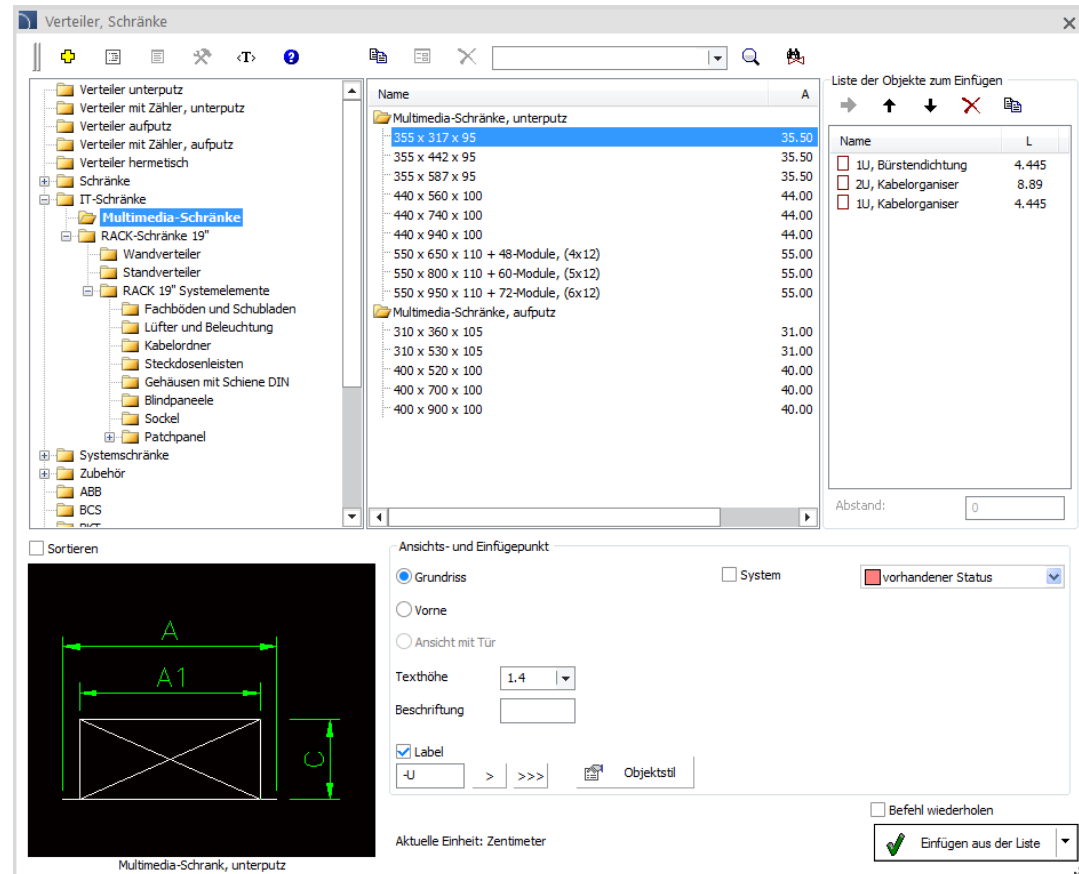 Verteiler, Schränke
‹T›
Verteiler unterputz
Verteiler mit Zähler, unterputz
Verteiler aufputz
Verteiler mit Zähler, aufputz
Verteiler hermetisch
Schränke
IT-Schränke
Multimedia-Schränke
RACK-Schränke 19"
Wandverteiler
Standverteiler
RACK 19" Systemelemente
Fachböden und Schubladen
Lüfter und Beleuchtung
Kabelordner
Steckdosenleisten
Gehäusen mit Schiene DIN
Blindpaneele
Sockel
Patchpanel
Systemschränke
Zubehör
ABB
BCS
Name A
Multimedia-Schränke, unterputz
355 x 317 x 95 35.50
355 x 442 x 95 35.50
355 x 587 x 95 35.50
440 x 560 x 100 44.00
440 x 740 x 100 44.00
440 x 940 x 100 44.00
550 x 650 x 110 + 48-Module, (4x12) 55.00
550 x 800 x 110 + 60-Module, (5x12) 55.00
550 x 950 x 110 + 72-Module, (6x12) 55.00
Multimedia-Schränke, aufputz
310 x 360 x 105 31.00
310 x 530 x 105 31.00
400 x 520 x 100 40.00
400 x 700 x 100 40.00
400 x 900 x 100 40.00
Liste der Objekte zum Einfügen
Name L
1U, Bürstendichtung 4.445
2U, Kabelorganiser 8.89
1U, Kabelorganiser 4.445
Abstand: 0
Sortieren
A
A1
C
Multimedia-Schrank, unterputz
Ansichts- und Einfügepunkt
Grundriss
System
vorhandener Status
Vorne
Ansicht mit Tür
Texthöhe 1.4
Beschriftung
Label
-U > >>> Objektstil
Befehl wiederholen
Aktuelle Einheit: Zentimeter
Einfügen aus der Liste